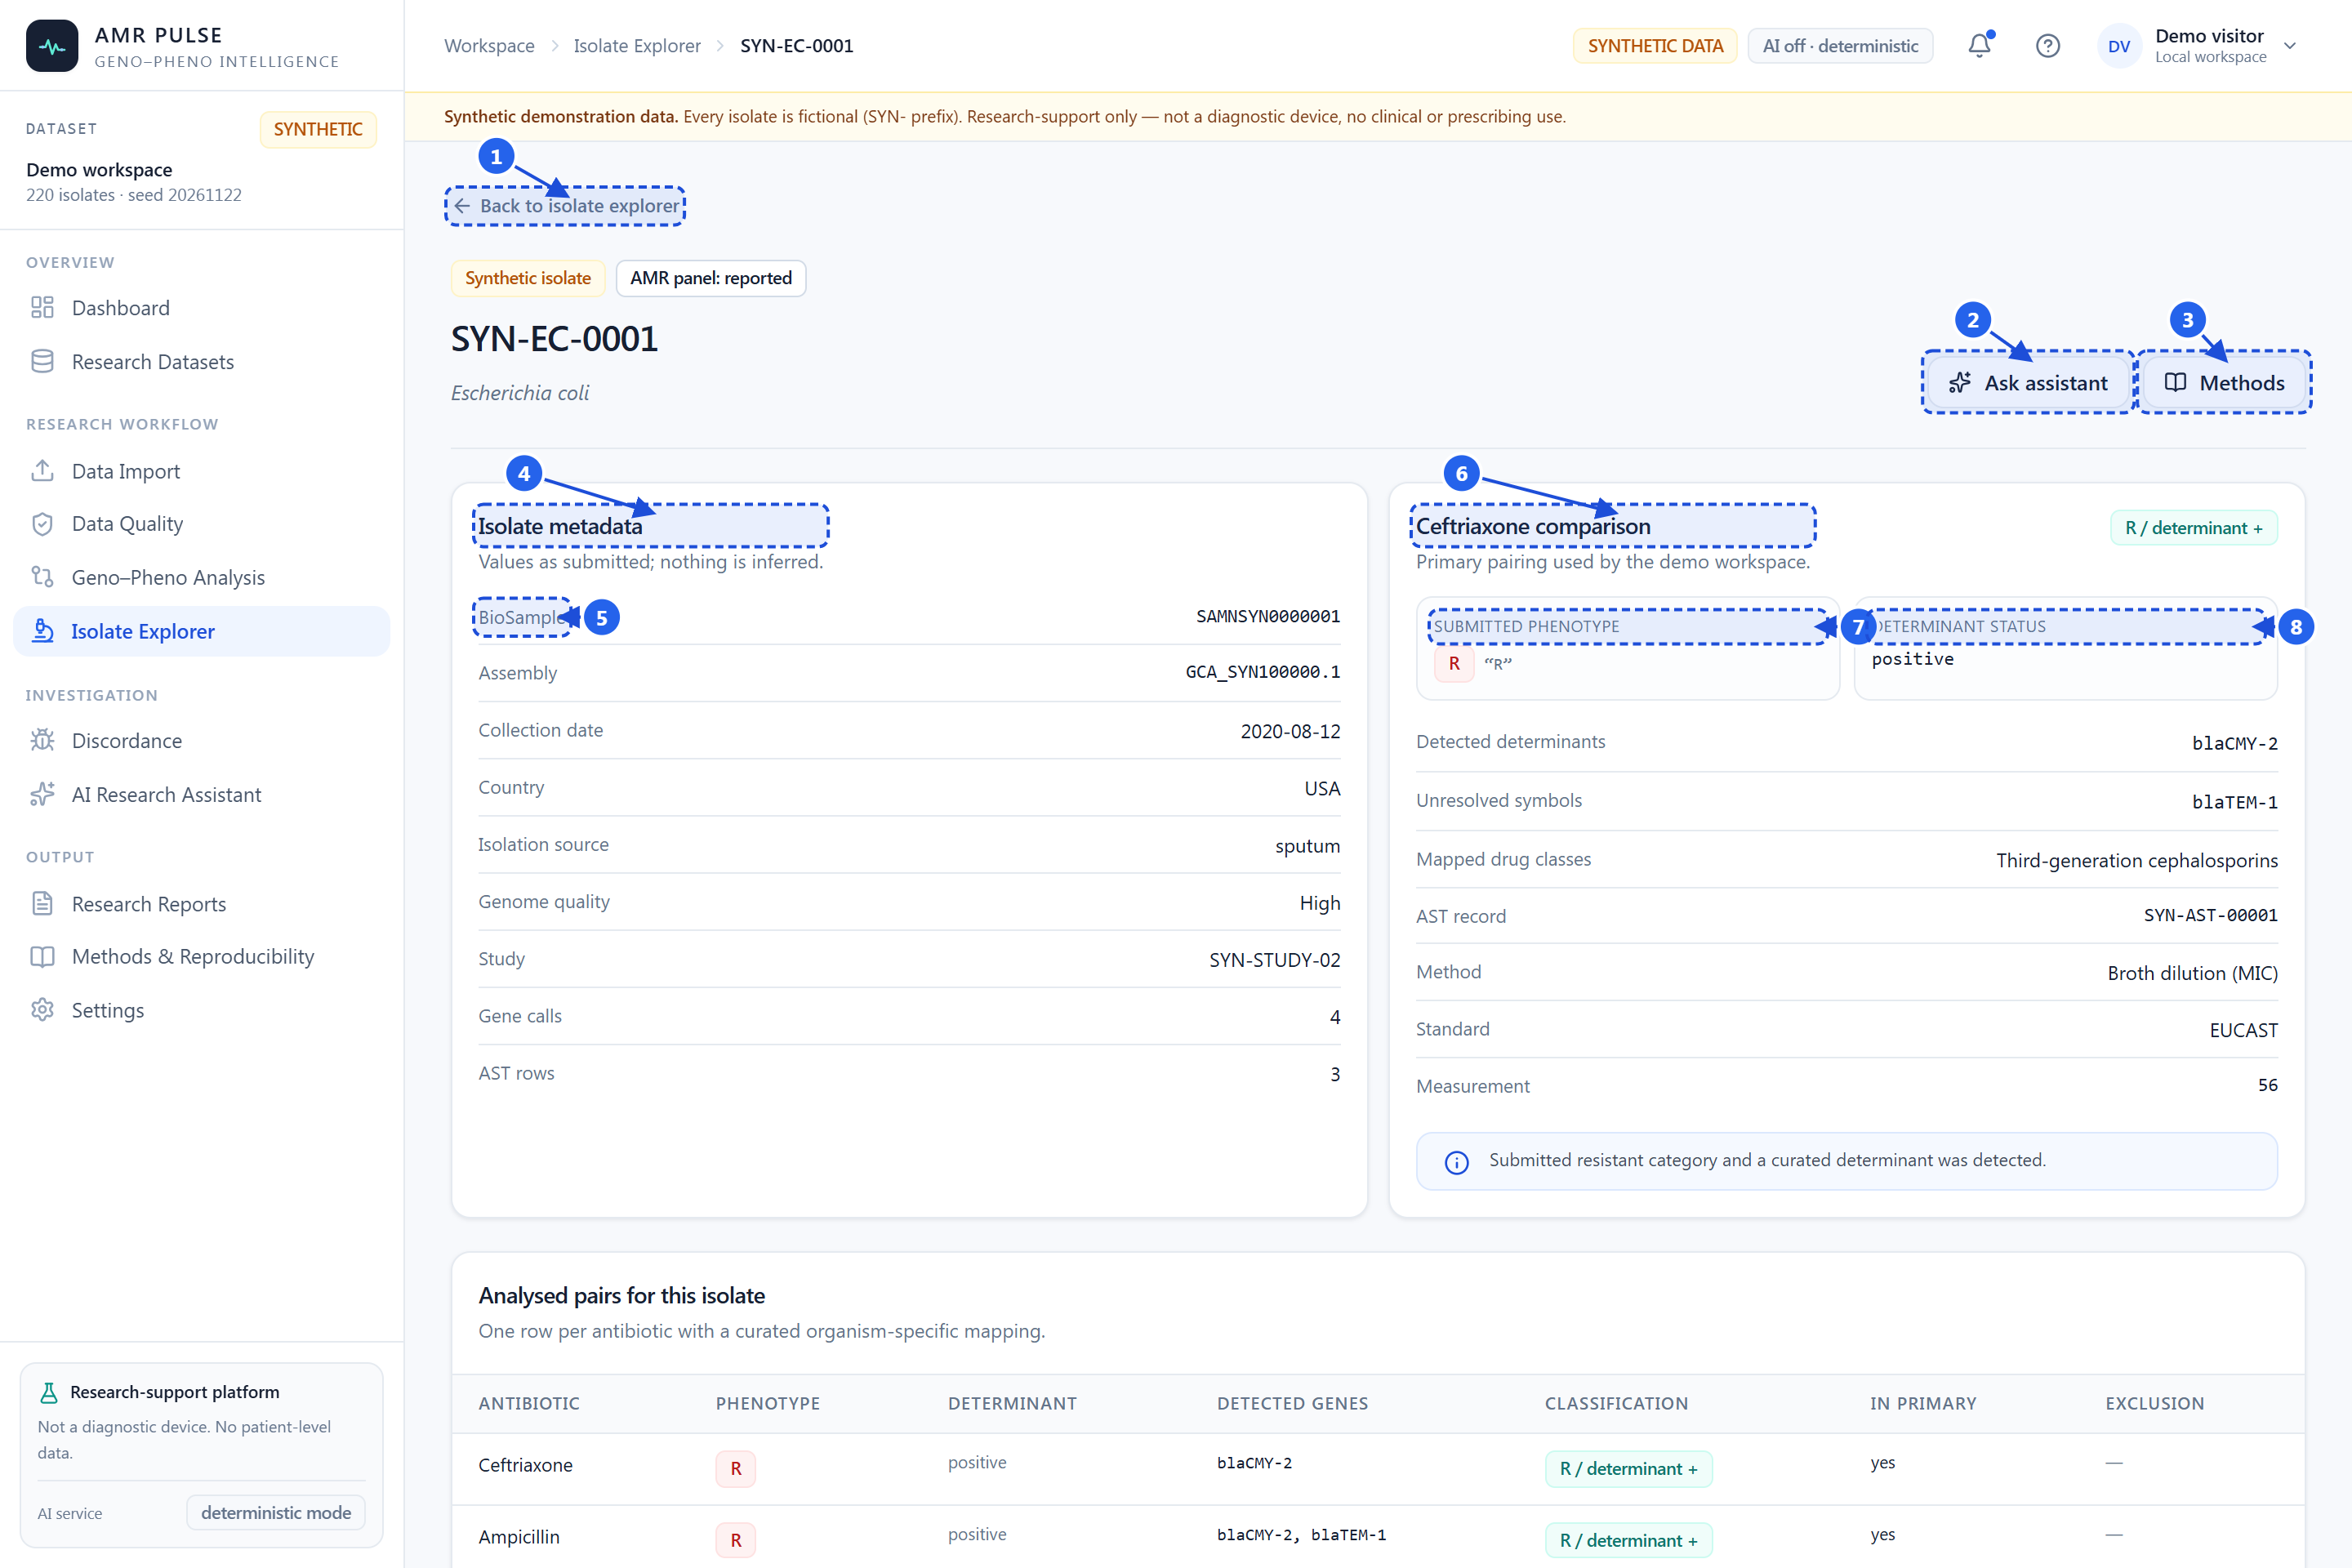 AMR PULSE
GENO–PHENO INTELLIGENCE
DATASET
SYNTHETIC
Demo workspace
220 isolates · seed 20261122
OVERVIEW
Dashboard
Research Datasets
RESEARCH WORKFLOW
Data Import
Data Quality
Geno–Pheno Analysis
Isolate Explorer
INVESTIGATION
Discordance
AI Research Assistant
OUTPUT
Research Reports
Methods & Reproducibility
Settings
Research-support platform
Not a diagnostic device. No patient-level
data.
AI service deterministic mode
Workspace > Isolate Explorer > SYN-EC-0001
SYNTHETIC DATA
AI off · deterministic
DV
Demo visitor
Local workspace
Synthetic demonstration data. Every isolate is fictional (SYN- prefix). Research-support only — not a diagnostic device, no clinical or prescribing use.
1
← Back to isolate explorer
Synthetic isolate
AMR panel: reported
SYN-EC-0001
Escherichia coli
2
Ask assistant
3
Methods
4
Isolate metadata
Values as submitted; nothing is inferred.
BioSample 5 SAMNSYN0000001
Assembly GCA_SYN100000.1
Collection date 2020-08-12
Country USA
Isolation source sputum
Genome quality High
Study SYN-STUDY-02
Gene calls 4
AST rows 3
6
Ceftriaxone comparison
R / determinant +
Primary pairing used by the demo workspace.
SUBMITTED PHENOTYPE 7
R “R”
DETERMINANT STATUS 8
positive
Detected determinants blaCMY-2
Unresolved symbols blaTEM-1
Mapped drug classes Third-generation cephalosporins
AST record SYN-AST-00001
Method Broth dilution (MIC)
Standard EUCAST
Measurement 56
Submitted resistant category and a curated determinant was detected.
Analysed pairs for this isolate
One row per antibiotic with a curated organism-specific mapping.
ANTIBIOTIC PHENOTYPE DETERMINANT DETECTED GENES CLASSIFICATION IN PRIMARY EXCLUSION
Ceftriaxone R positive blaCMY-2 R / determinant + yes —
Ampicillin R positive blaCMY-2, blaTEM-1 R / determinant + yes —